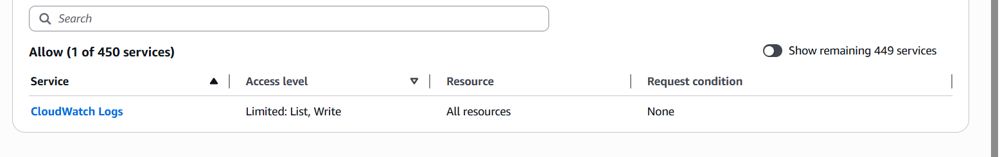 Search
Allow (1 of 450 services)
Show remaining 449 services
Service Access level Resource Request condition
CloudWatch Logs Limited: List, Write All resources None